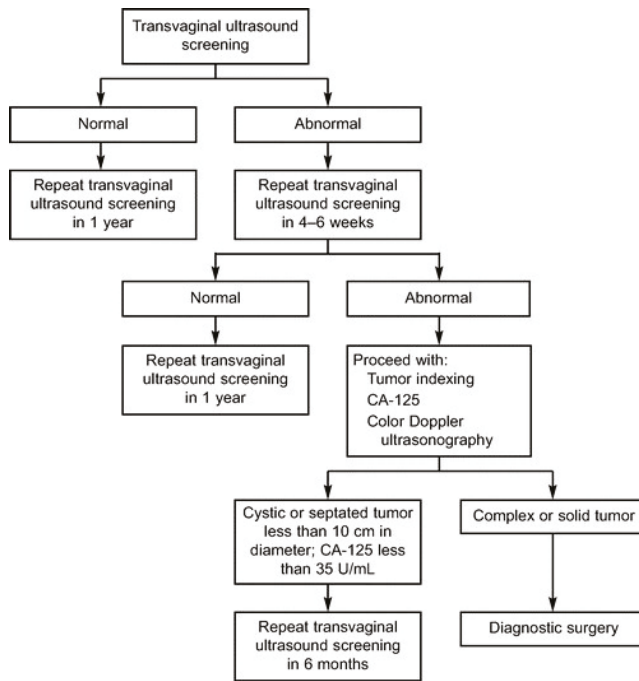 Transvaginal ultrasound
screening
Normal
Abnormal
Repeat transvaginal
ultrasound screening
in 1 year
Repeat transvaginal
ultrasound screening
in 4–6 weeks
Normal
Abnormal
Repeat transvaginal
ultrasound screening
in 1 year
Proceed with:
Tumor indexing
CA-125
Color Doppler
ultrasonography
Cystic or septated tumor
less than 10 cm in
diameter; CA-125 less
than 35 U/mL
Complex or solid tumor
Repeat transvaginal
ultrasound screening
in 6 months
Diagnostic surgery